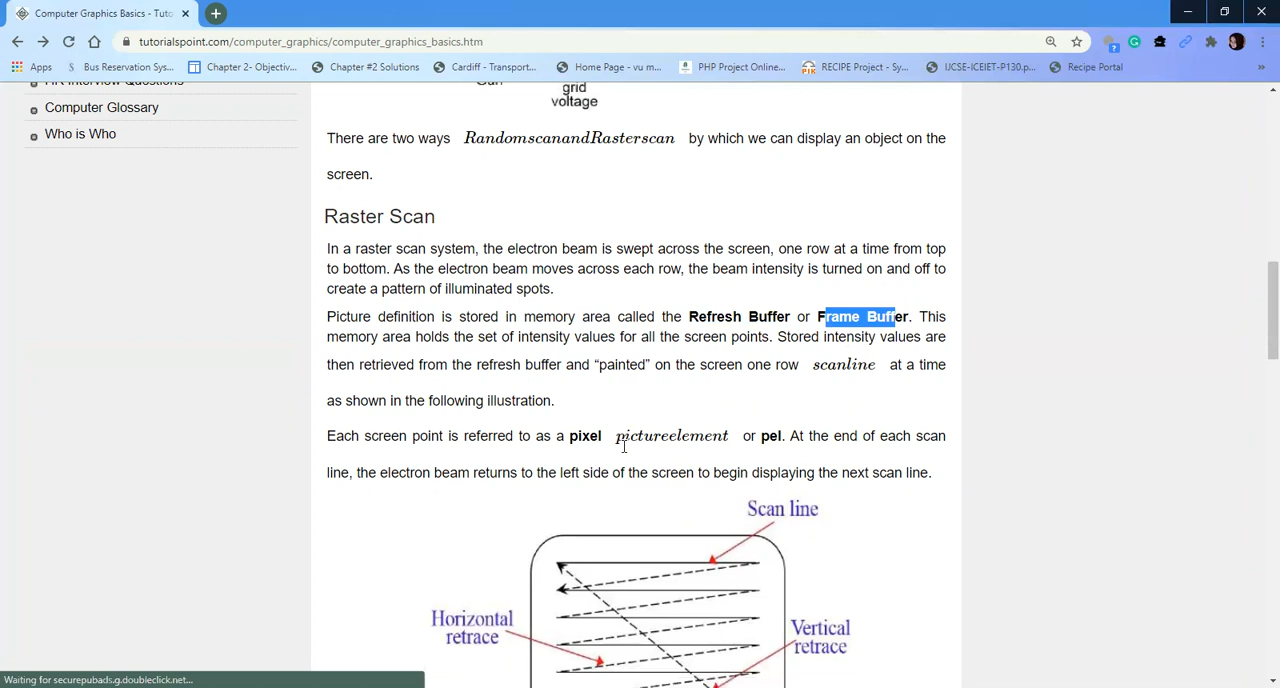 Computer Graphics Basics - Tuto
tutorialspoint.com/computer_graphics/computer_graphics_basics.htm
Apps Bus Reservation Sys... Chapter 2- Objectiv... Chapter #2 Solutions Cardiff - Transport... Home Page - vu m... PHP Project Online... RECIPE Project - Sy... IJCSE-ICEIET-P130.p... Recipe Portal »
HR Interview Questions
Computer Glossary
Who is Who
Gun
grid
voltage
There are two ways RandomscanandRasterscan by which we can display an object on the
screen.
Raster Scan
In a raster scan system, the electron beam is swept across the screen, one row at a time from top
to bottom. As the electron beam moves across each row, the beam intensity is turned on and off to
create a pattern of illuminated spots.
Picture definition is stored in memory area called the Refresh Buffer or Frame Buffer. This
memory area holds the set of intensity values for all the screen points. Stored intensity values are
then retrieved from the refresh buffer and “painted” on the screen one row scanline at a time
as shown in the following illustration.
Each screen point is referred to as a pixel pictureelement or pel. At the end of each scan
line, the electron beam returns to the left side of the screen to begin displaying the next scan line.
Scan line
Horizontal
retrace
Vertical
retrace
Waiting for securepubads.g.doubleclick.net...